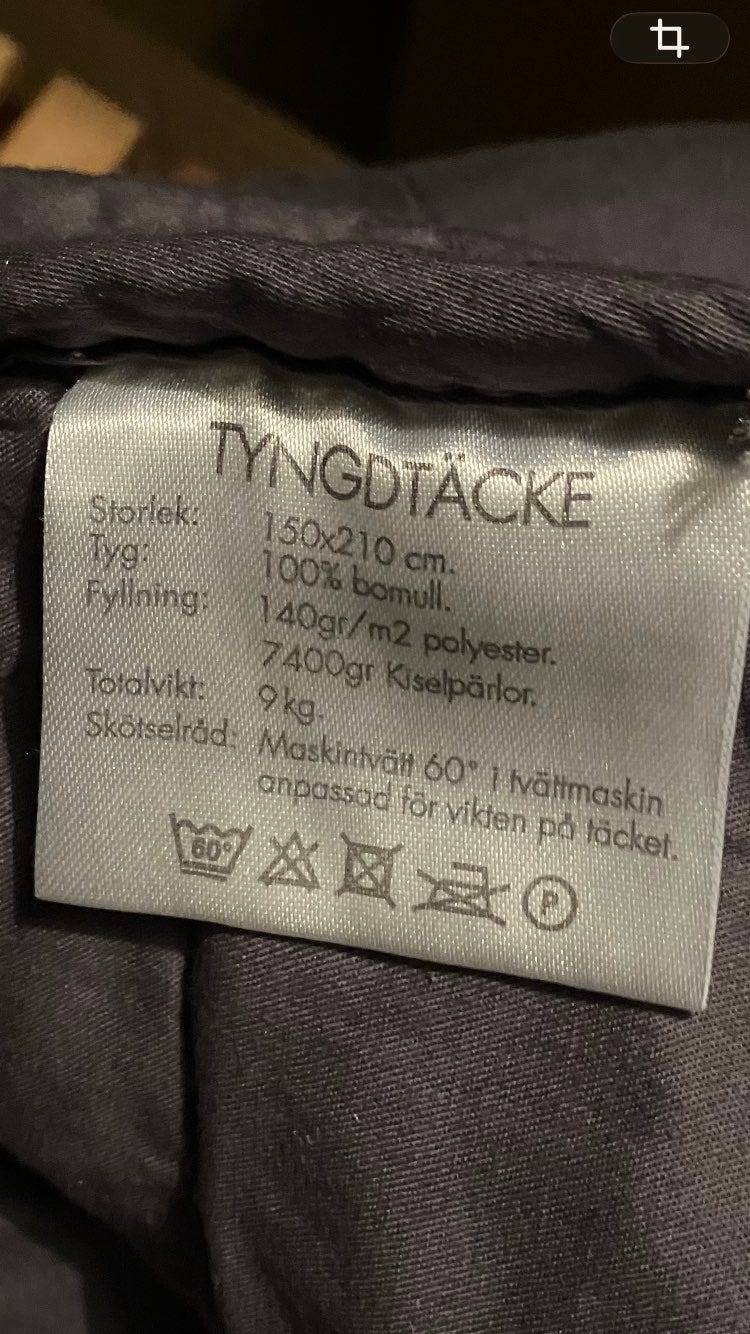 TYNGDTÄCKE
Storlek: 150x210 cm.
Tyg: 100% bomull.
Fyllning: 140gr/m2 polyester.
7400gr Kiselpärlor.
Totalvikt: 9 kg.
Skötselråd: Maskintvätt 60° i tvättmaskin
anpassad för vikten på täcket.
60° P